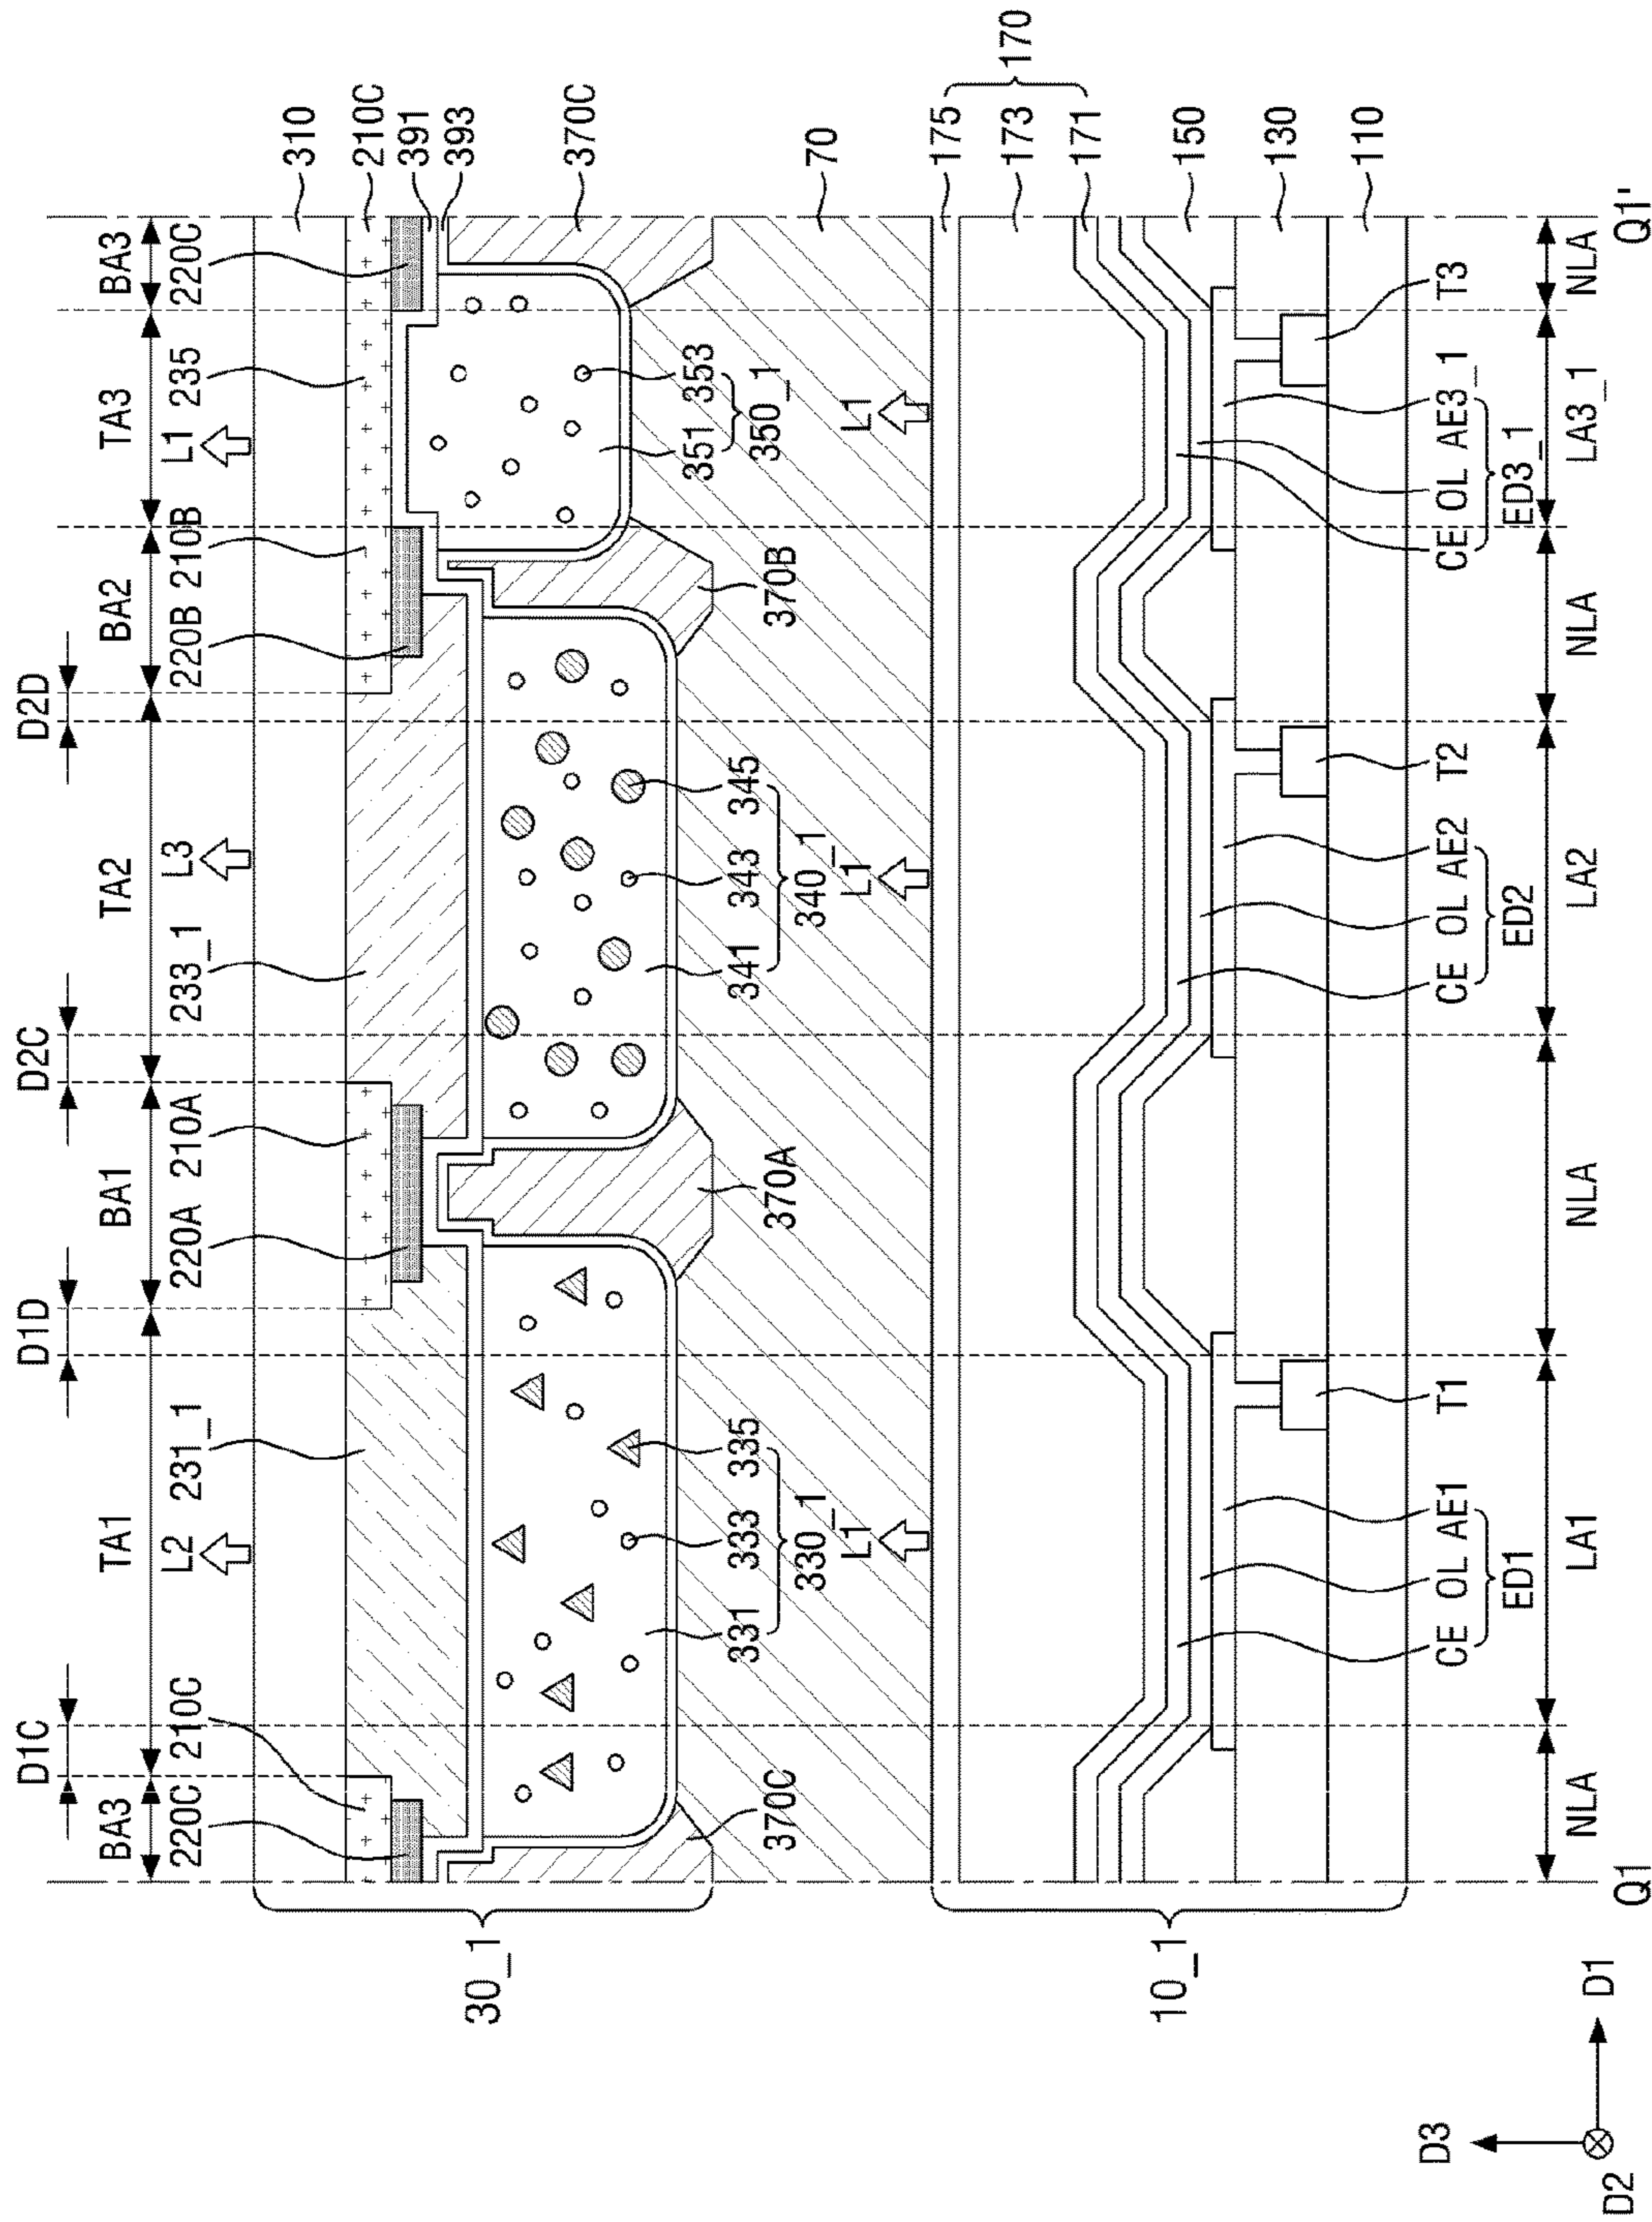 D1C D1D D2C D2D
BA3 TA1 BA1 TA2 BA2 TA3 BA3
L2 L3 L1
220C 210C 231_1 220A 210A 233_1 220B 210B 235 220C
310
210C
391
393
370C
30_1
331 333 335
330_1
341 343 345
340_1
351 353
350_1
370C 370A 370B
70
L1 L1 L1
175
173
171
170
150
130
110
10_1
CE OL AE1 T1
ED1
CE OL AE2 T2
ED2
CE OL AE3_1 T3
ED3_1
NLA LA1 NLA LA2 NLA LA3_1 NLA
Q1 Q1'
D3
D2
D1